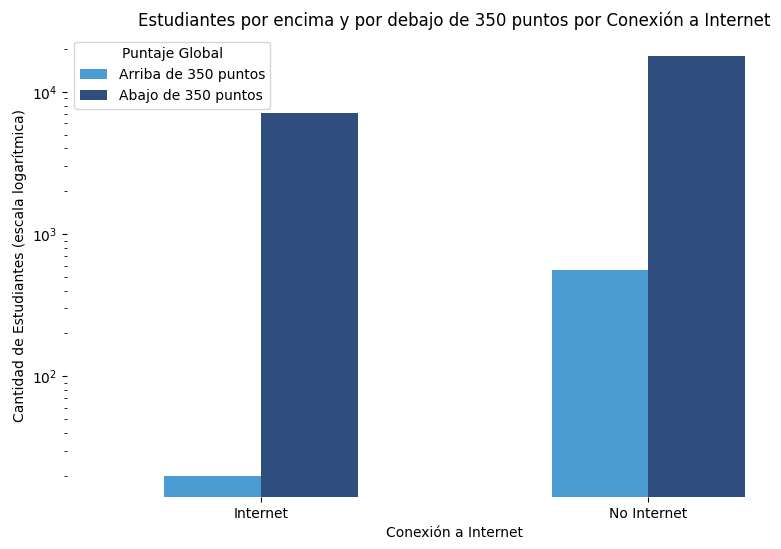 Estudiantes por encima y por debajo de 350 puntos por Conexión a Internet
Puntaje Global
Arriba de 350 puntos
Abajo de 350 puntos
10⁴
10³
10²
Cantidad de Estudiantes (escala logarítmica)
Internet
No Internet
Conexión a Internet